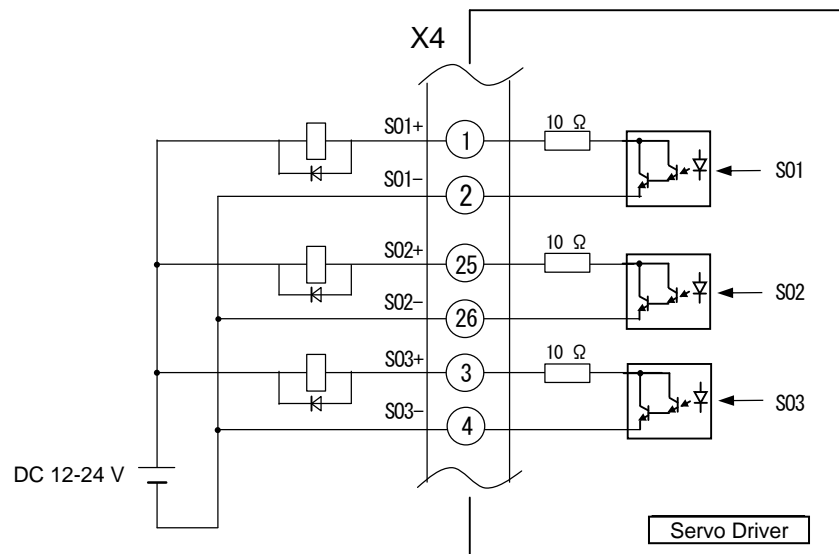 X4
S01+
1
10 Ω
S01
S01-
2
S02+
25
10 Ω
S02
S02-
26
S03+
3
10 Ω
S03
S03-
4
DC 12-24 V
Servo Driver